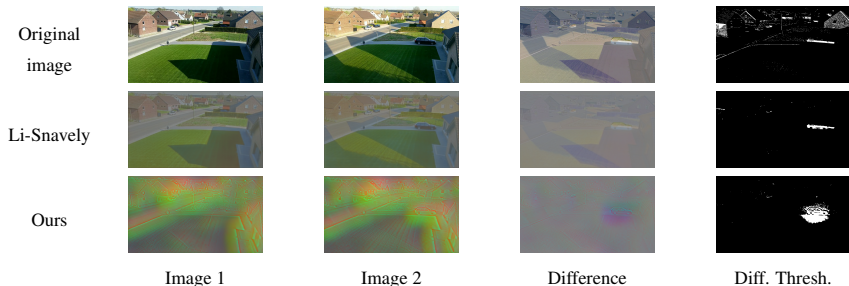 Original
image
Li-Snavely
Ours
Image 1
Image 2
Difference
Diff. Thresh.